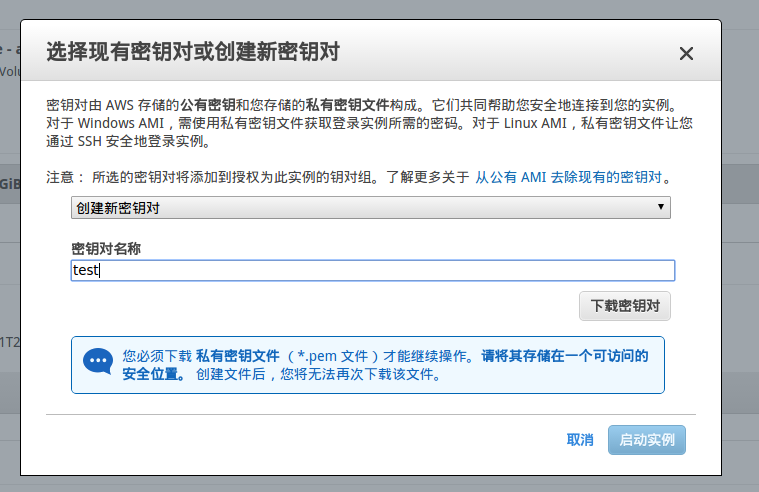 选择现有密钥对或创建新密钥对
密钥对由 AWS 存储的公有密钥和您存储的私有密钥文件构成。它们共同帮助您安全地连接到您的实例。
对于 Windows AMI，需使用私有密钥文件获取登录实例所需的密码。对于 Linux AMI，私有密钥文件让您
通过 SSH 安全地登录实例。
注意： 所选的密钥对将添加到授权为此实例的钥对组。了解更多关于 从公有 AMI 去除现有的密钥对。
创建新密钥对
密钥对名称
test
下载密钥对
您必须下载 私有密钥文件 （*.pem 文件）才能继续操作。请将其存储在一个可访问的
安全位置。 创建文件后，您将无法再次下载该文件。
取消
启动实例
GiB
1T2